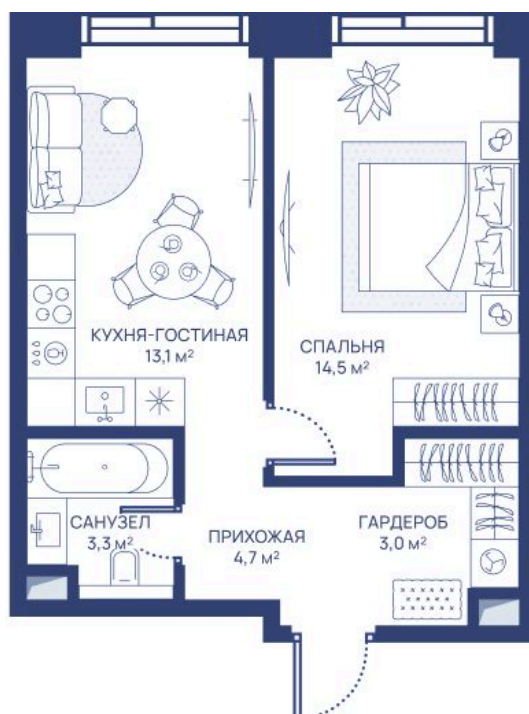 КУХНЯ-ГОСТИНАЯ
13,1 м²
СПАЛЬНЯ
14,5 м²
САНУЗЕЛ
3,3 м²
ПРИХОЖАЯ
4,7 м²
ГАРДЕРОБ
3,0 м²